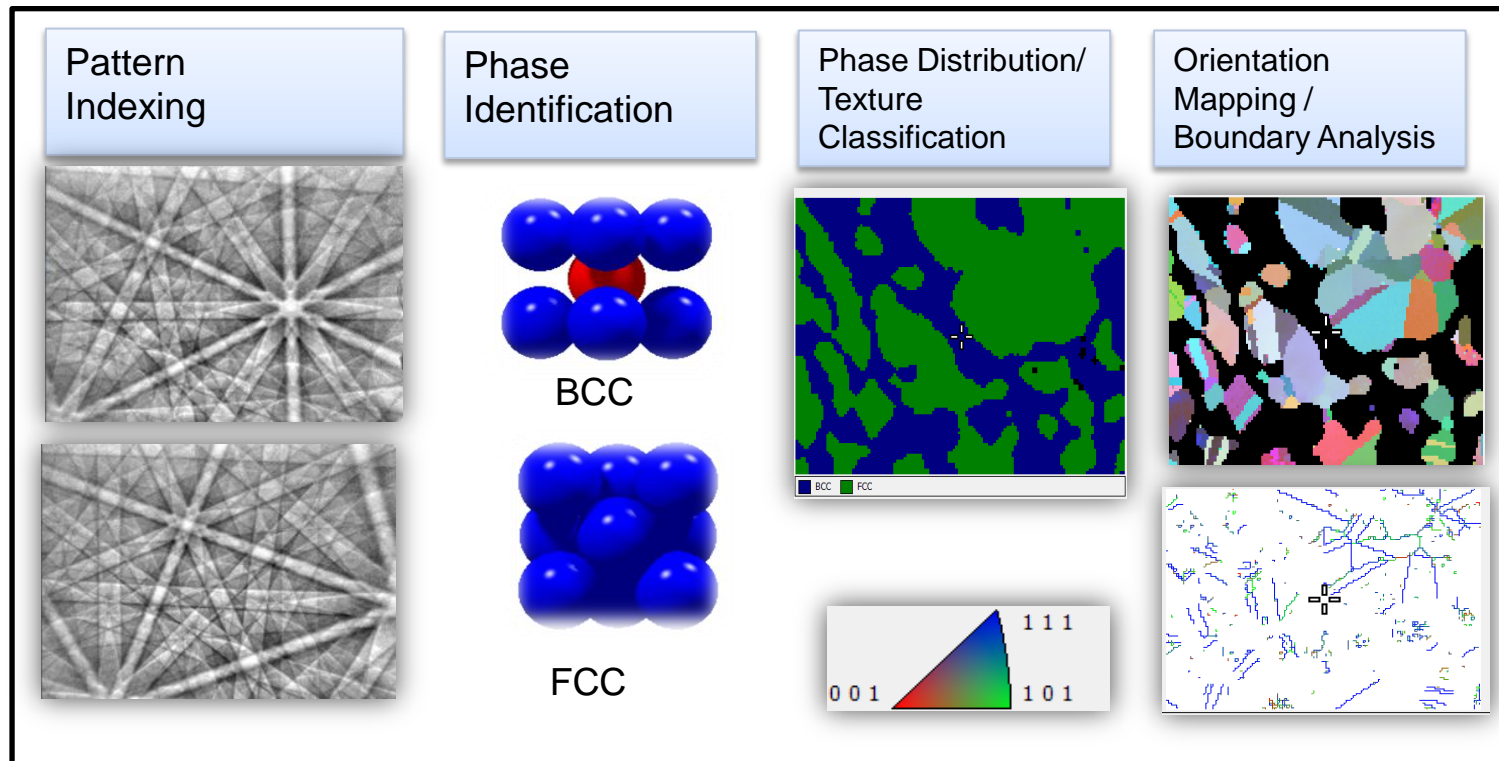 Pattern
Indexing
Phase
Identification
Phase Distribution/
Texture
Classification
Orientation
Mapping /
Boundary Analysis
BCC
FCC
BCC FCC
1 1 1
0 0 1
1 0 1